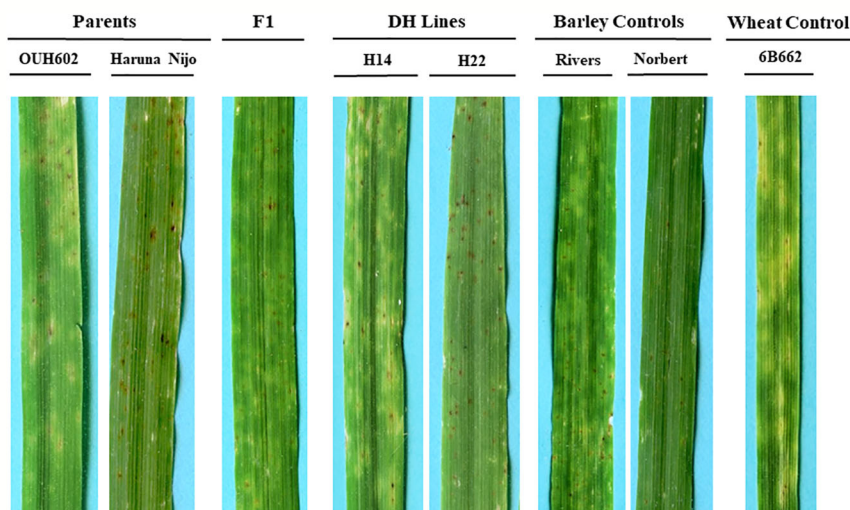 Parents F1 DH Lines Barley Controls Wheat Control
OUH602 Haruna Nijo H14 H22 Rivers Norbert 6B662